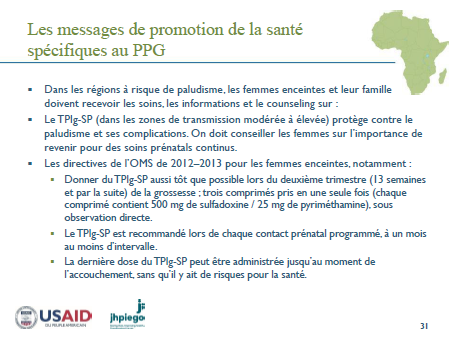 Les messages de promotion de la santé
spécifiques au PPG
▪ Dans les régions à risque de paludisme, les femmes enceintes et leur famille
doivent recevoir les soins, les informations et le counseling sur :
▪ Le TPIg-SP (dans les zones de transmission modérée à élevée) protège contre le
paludisme et ses complications. On doit conseiller les femmes sur l'importance de
revenir pour des soins prénatals continus.
▪ Les directives de l'OMS de 2012–2013 pour les femmes enceintes, notamment :
▪ Donner du TPIg-SP aussi tôt que possible lors du deuxième trimestre (13 semaines
et par la suite) de la grossesse ; trois comprimés pris en une seule fois (chaque
comprimé contient 500 mg de sulfadoxine / 25 mg de pyriméthamine), sous
observation directe.
▪ Le TPIg-SP est recommandé lors de chaque contact prénatal programmé, à un mois
au moins d'intervalle.
▪ La dernière dose du TPIg-SP peut être administrée jusqu'au moment de
l'accouchement, sans qu'il y ait de risques pour la santé.
USAID
jhpiego
31